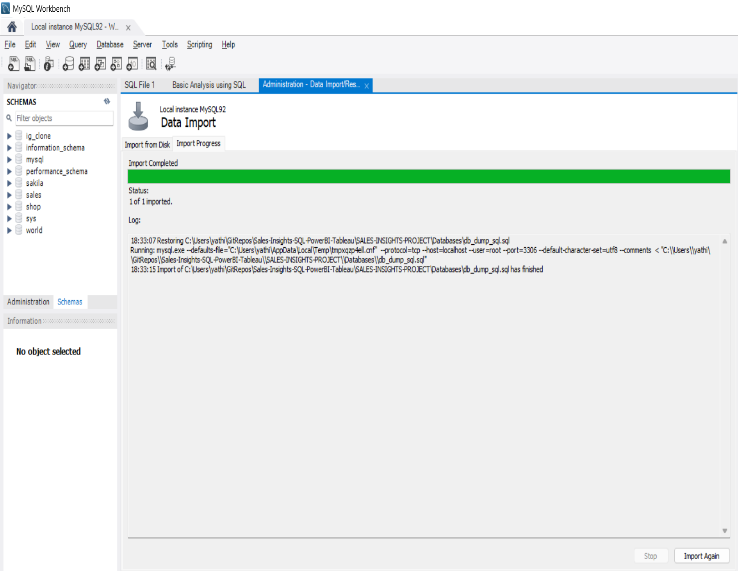 MySQL Workbench
Local instance MySQL92 - W... x
File Edit View Query Database Server Tools Scripting Help
Navigator
SQL File 1 Basic Analysis using SQL Administration - Data Import/Res... x
SCHEMAS
Filter objects
ig_clone
information_schema
mysql
performance_schema
sakila
sales
shop
sys
world
Administration Schemas
Information
No object selected
Local instance MySQL92
Data Import
Import from Disk Import Progress
Import Completed
Status:
1 of 1 imported.
Log:
18:33:07 Restoring C:\Users\yathi\GitRepos\Sales-Insights-SQL-PowerBI-Tableau\SALES-INSIGHTS-PROJECT\Databases\db_dump_sql.sql
Running: mysql.exe --defaults-file="C:\Users\yathi\AppData\Local\Temp\tmpxqzp4ell.cnf" --protocol=tcp --host=localhost --user=root --port=3306 --default-character-set=utf8 --comments < "C:\\Users\\yathi\
\GitRepos\\Sales-Insights-SQL-PowerBI-Tableau\\SALES-INSIGHTS-PROJECT\\Databases\\db_dump_sql.sql"
18:33:15 Import of C:\Users\yathi\GitRepos\Sales-Insights-SQL-PowerBI-Tableau\SALES-INSIGHTS-PROJECT\Databases\db_dump_sql.sql has finished
Stop Import Again